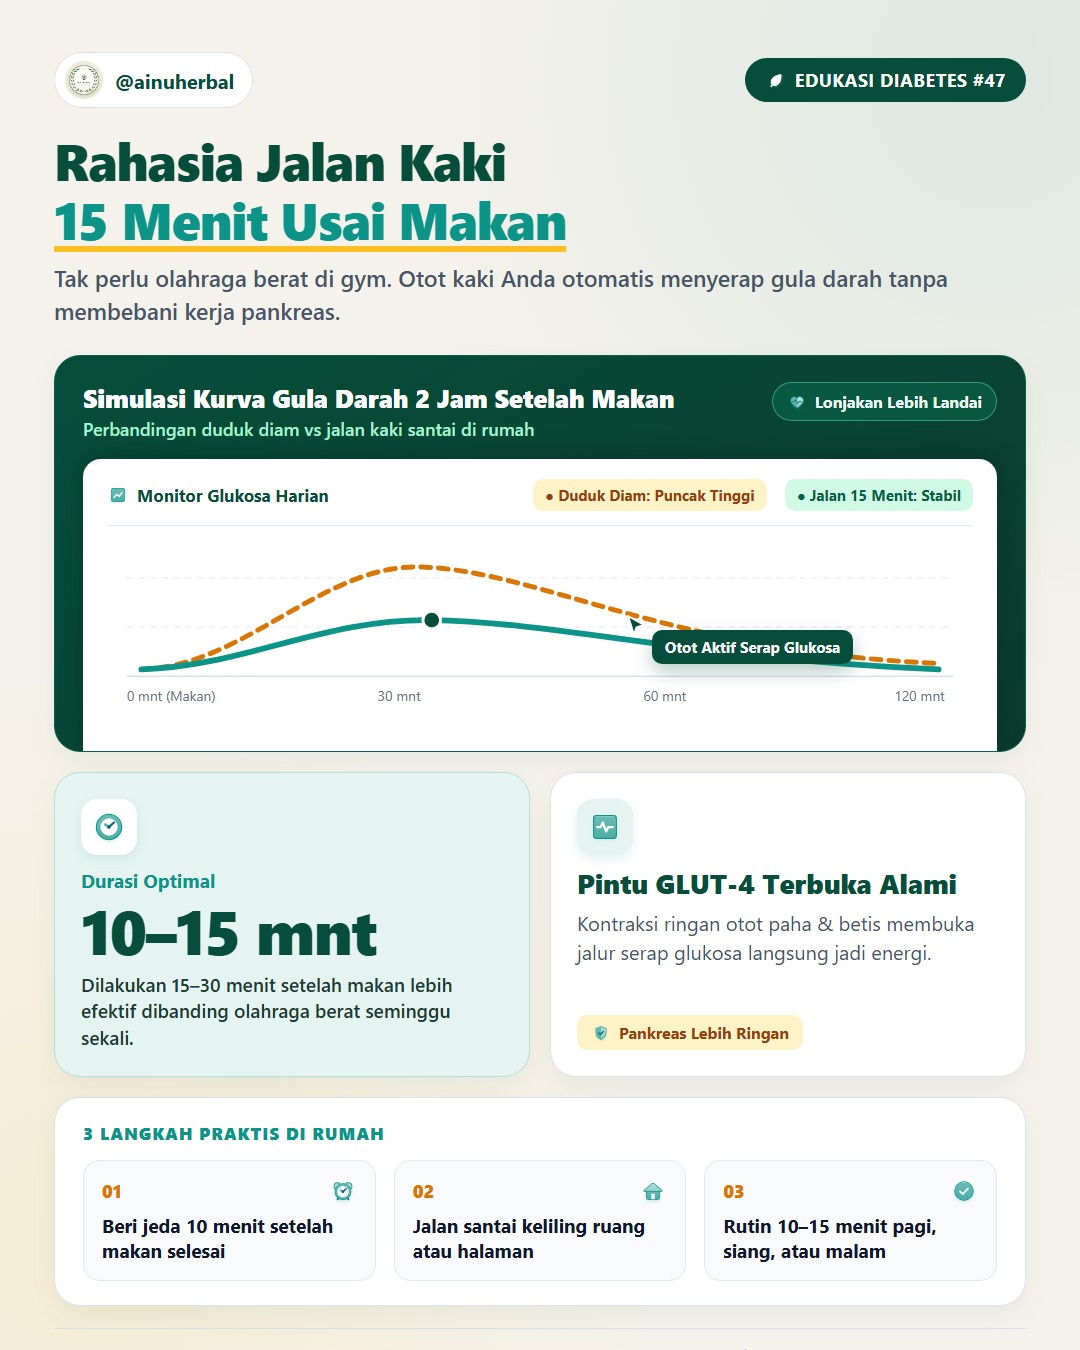 @ainuherbal
EDUKASI DIABETES #47
Rahasia Jalan Kaki
15 Menit Usai Makan
Tak perlu olahraga berat di gym. Otot kaki Anda otomatis menyerap gula darah tanpa
membebani kerja pankreas.
Simulasi Kurva Gula Darah 2 Jam Setelah Makan
Perbandingan duduk diam vs jalan kaki santai di rumah
Lonjakan Lebih Landai
Monitor Glukosa Harian
● Duduk Diam: Puncak Tinggi
● Jalan 15 Menit: Stabil
Otot Aktif Serap Glukosa
0 mnt (Makan)
30 mnt
60 mnt
120 mnt
Durasi Optimal
10–15 mnt
Dilakukan 15–30 menit setelah makan lebih
efektif dibanding olahraga berat seminggu
sekali.
Pintu GLUT-4 Terbuka Alami
Kontraksi ringan otot paha & betis membuka
jalur serap glukosa langsung jadi energi.
Pankreas Lebih Ringan
3 LANGKAH PRAKTIS DI RUMAH
01
Beri jeda 10 menit setelah
makan selesai
02
Jalan santai keliling ruang
atau halaman
03
Rutin 10–15 menit pagi,
siang, atau malam